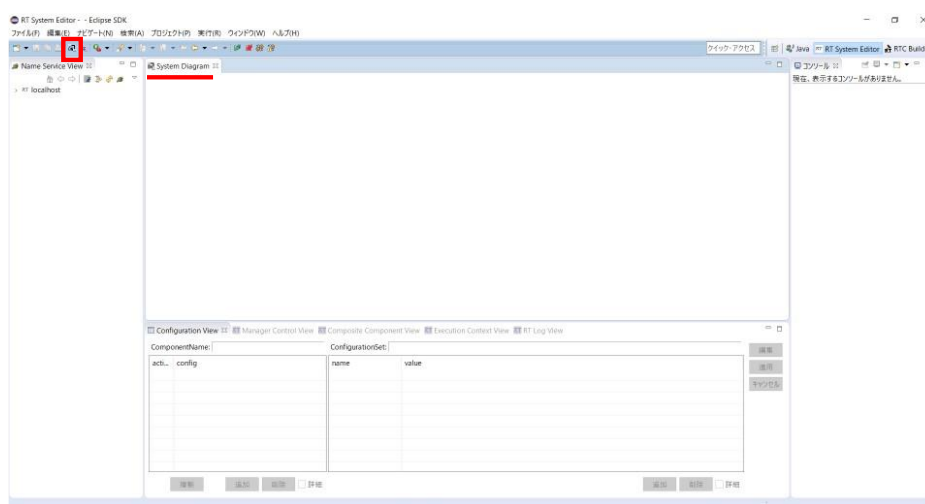 RT System Editor - - Eclipse SDK
ファイル(F) 編集(E) ナビゲート(N) 検索(A) プロジェクト(P) 実行(R) ウィンドウ(W) ヘルプ(H)
クイック・アクセス Java RT System Editor RTC Build
Name Service View System Diagram コンソール
localhost
現在、表示するコンソールがありません。
Configuration View Manager Control View Composite Component View Execution Context View RT Log View
ComponentName: ConfigurationSet: 編集
acti... config name value 適用
キャンセル
複製 追加 削除 詳細 追加 削除 詳細